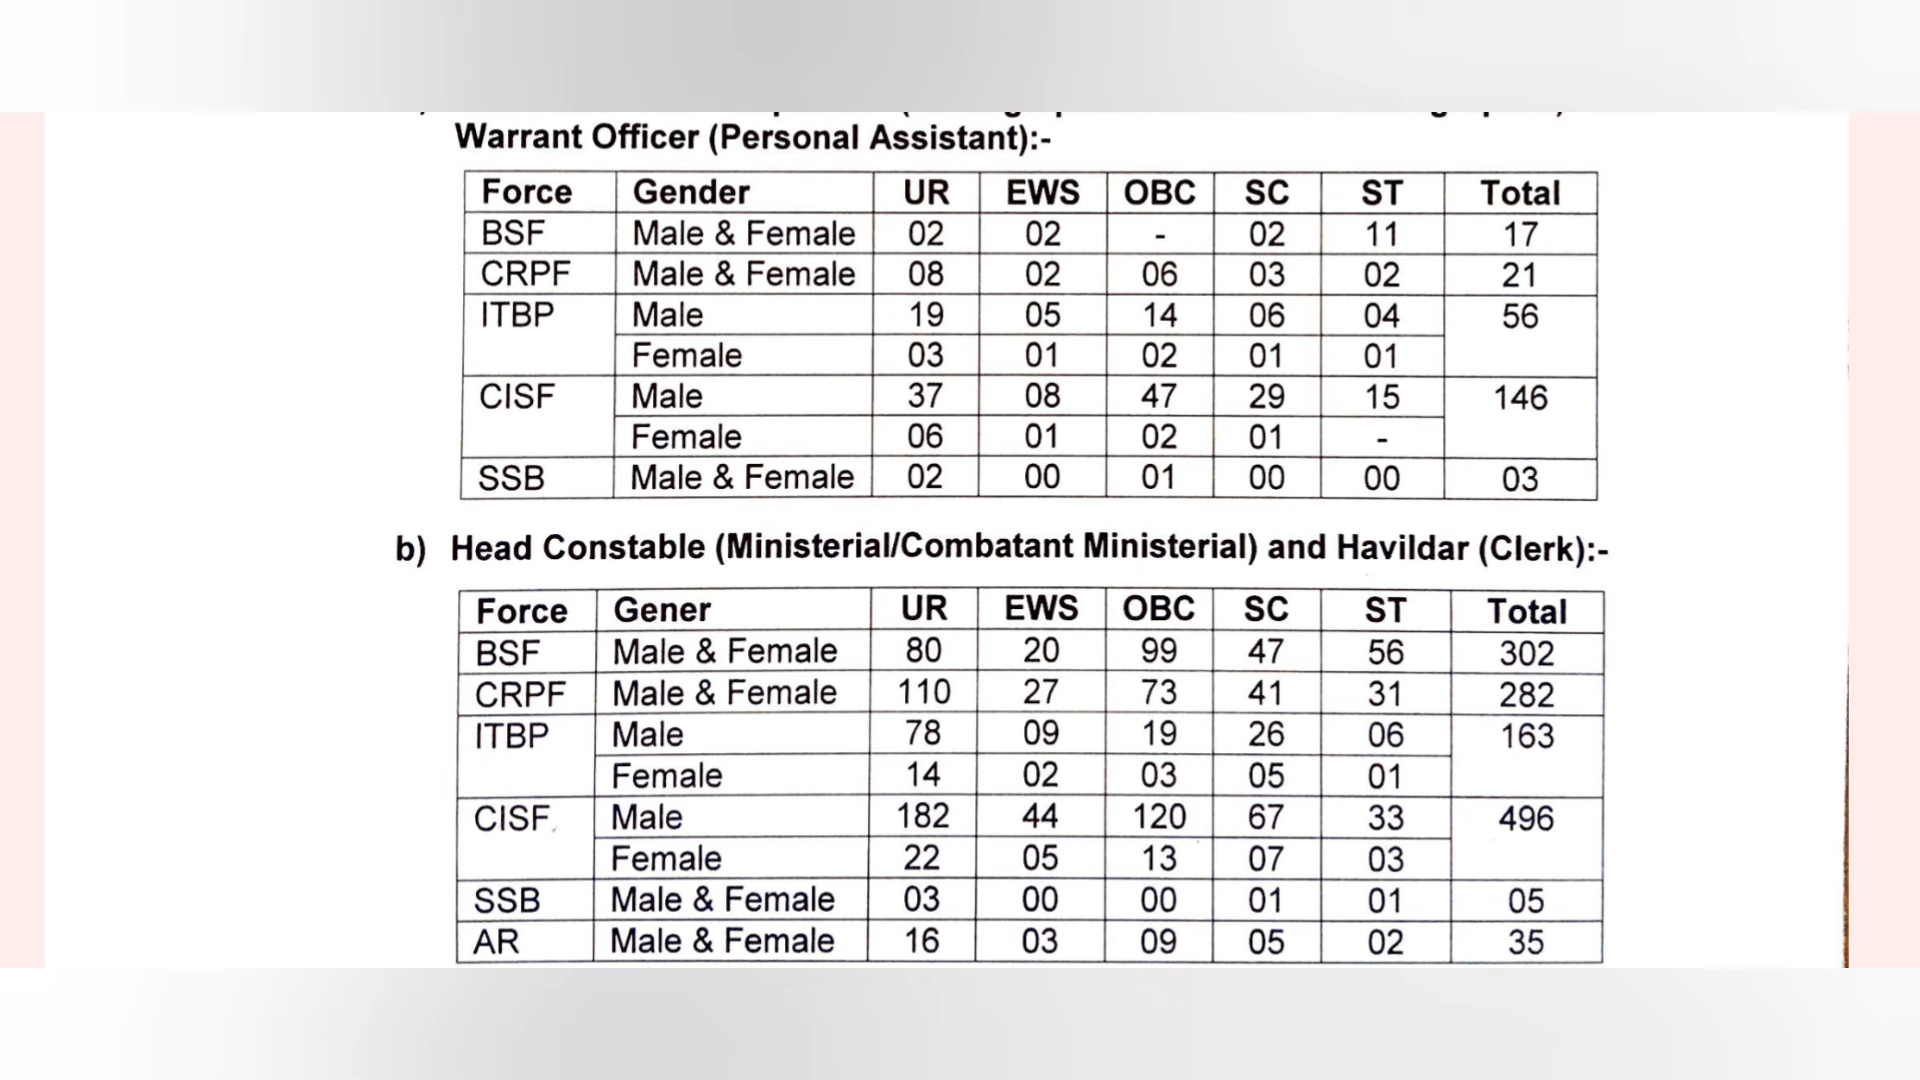 Warrant Officer (Personal Assistant):-
Force Gender UR EWS OBC SC ST Total
BSF Male & Female 02 02 - 02 11 17
CRPF Male & Female 08 02 06 03 02 21
ITBP Male 19 05 14 06 04 56
Female 03 01 02 01 01
CISF Male 37 08 47 29 15 146
Female 06 01 02 01 -
SSB Male & Female 02 00 01 00 00 03
b) Head Constable (Ministerial/Combatant Ministerial) and Havildar (Clerk):-
Force Gener UR EWS OBC SC ST Total
BSF Male & Female 80 20 99 47 56 302
CRPF Male & Female 110 27 73 41 31 282
ITBP Male 78 09 19 26 06 163
Female 14 02 03 05 01
CISF Male 182 44 120 67 33 496
Female 22 05 13 07 03
SSB Male & Female 03 00 00 01 01 05
AR Male & Female 16 03 09 05 02 35